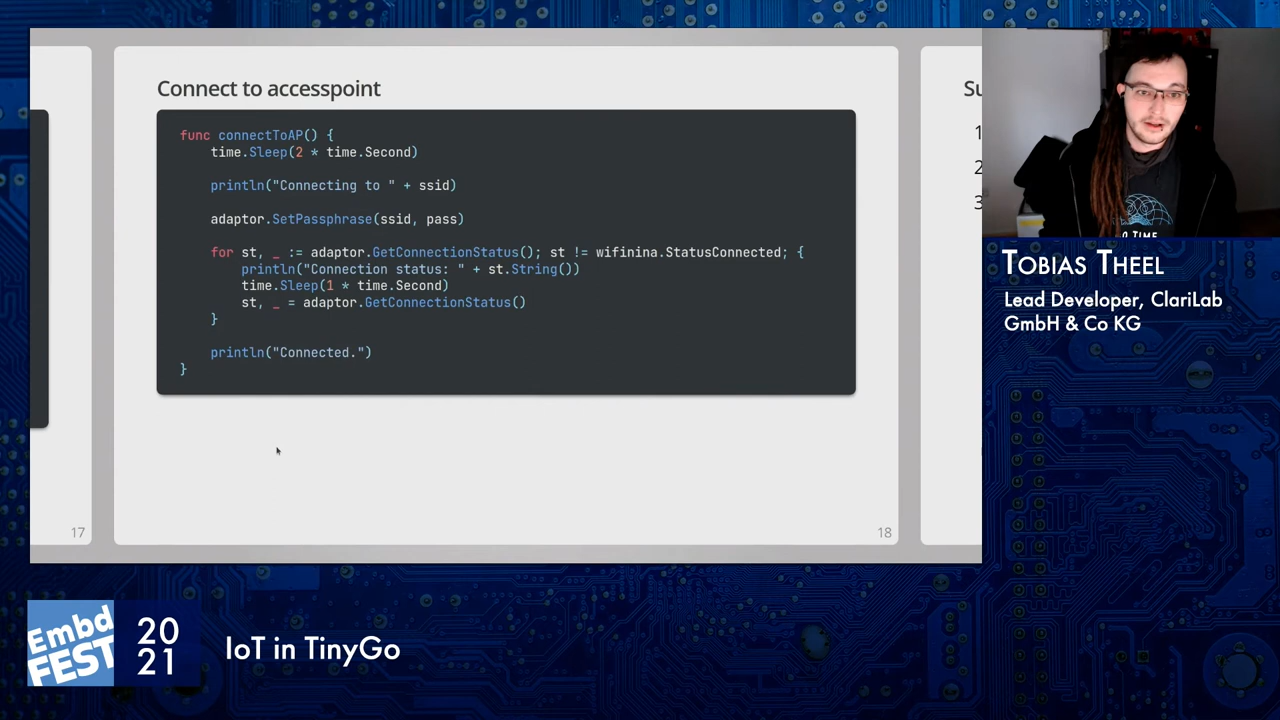 Connect to accesspoint
func connectToAP() {
    time.Sleep(2 * time.Second)
    println("Connecting to " + ssid)
    adaptor.SetPassphrase(ssid, pass)
    for st, _ := adaptor.GetConnectionStatus(); st != wifinina.StatusConnected; {
        println("Connection status: " + st.String())
        time.Sleep(1 * time.Second)
        st, _ = adaptor.GetConnectionStatus()
    }
    println("Connected.")
}
17
18
Su
1
2
3
O TIME
TOBIAS THEEL
Lead Developer, ClariLab
GmbH & Co KG
Embd
FEST
20
21
IoT in TinyGo